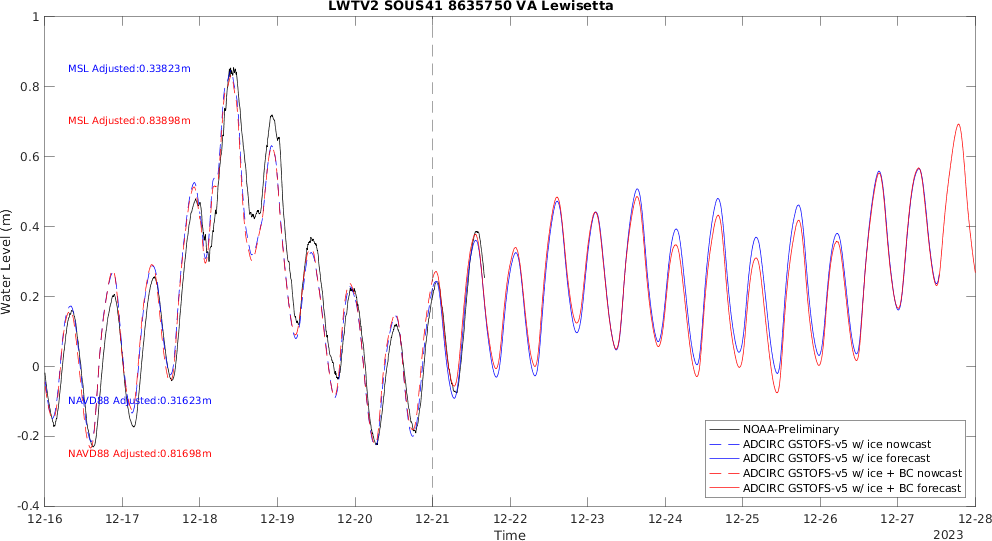 LWTV2 SOUS41 8635750 VA Lewisetta
1
0.8
0.6
0.4
0.2
0
-0.2
-0.4
Water Level (m)
MSL Adjusted:0.33823m
MSL Adjusted:0.83898m
NAVD88 Adjusted:0.31623m
NAVD88 Adjusted:0.81698m
NOAA-Preliminary
ADCIRC GSTOFS-v5 w/ ice nowcast
ADCIRC GSTOFS-v5 w/ ice forecast
ADCIRC GSTOFS-v5 w/ ice + BC nowcast
ADCIRC GSTOFS-v5 w/ ice + BC forecast
12-16 12-17 12-18 12-19 12-20 12-21 12-22 12-23 12-24 12-25 12-26 12-27 12-28
Time
2023